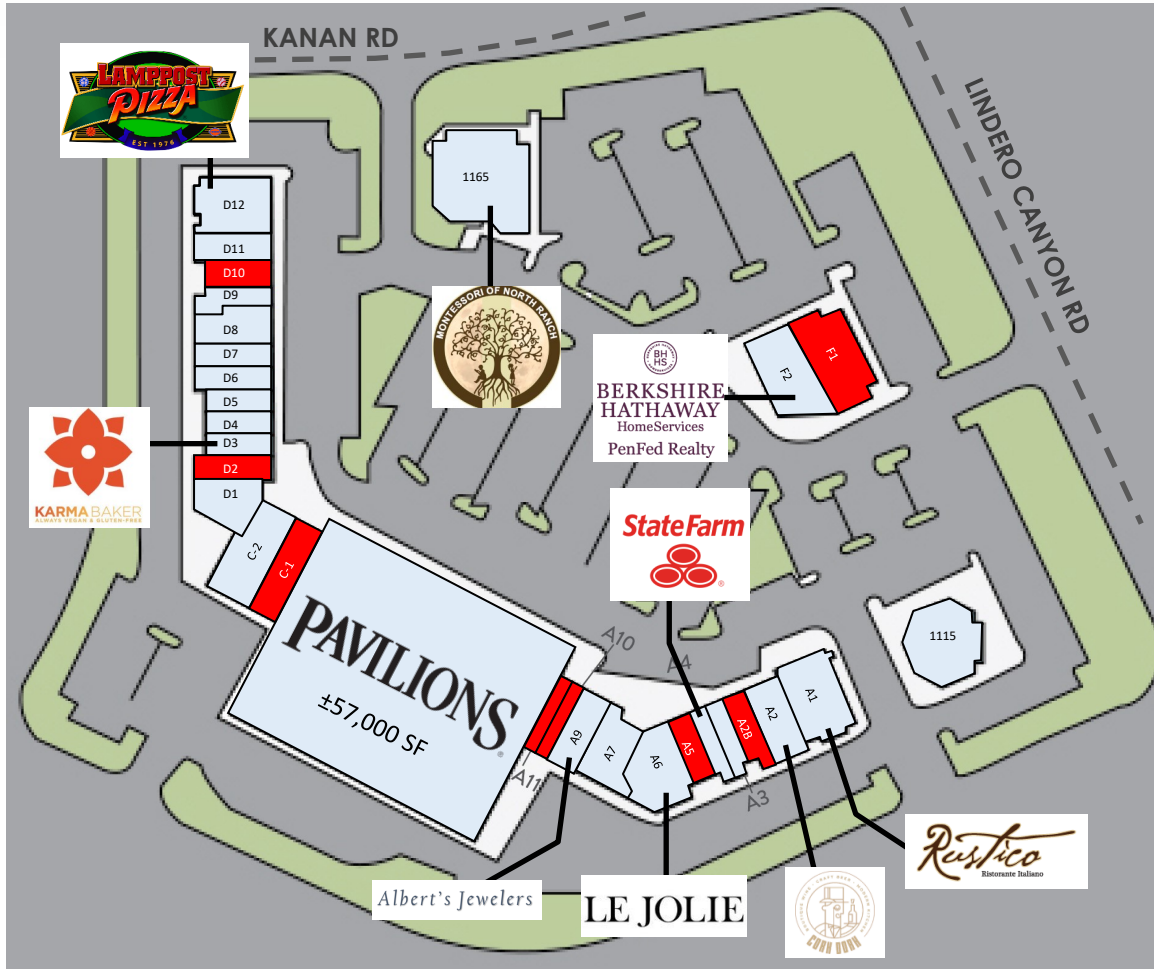 KANAN RD
LINDERO CANYON RD
LAMPPOST
PIZZA
EST 1976
1165
D12
D11
D10
D9
D8
D7
D6
D5
D4
D3
D2
D1
MONTESSORI OF NORTH RANCH
BH
HS
BERKSHIRE
HATHAWAY
HomeServices
PenFed Realty
F1
F2
KARMA BAKER
ALWAYS VEGAN & GLUTEN-FREE
C-2
C-1
PAVILIONS®
±57,000 SF
State Farm
®
A10
A4
1115
A11
A9
A7
A6
A5
A2B
A2
A1
A3
Albert's Jewelers
LE JOLIE
CORK DORK
Rustico
Ristorante Italiano